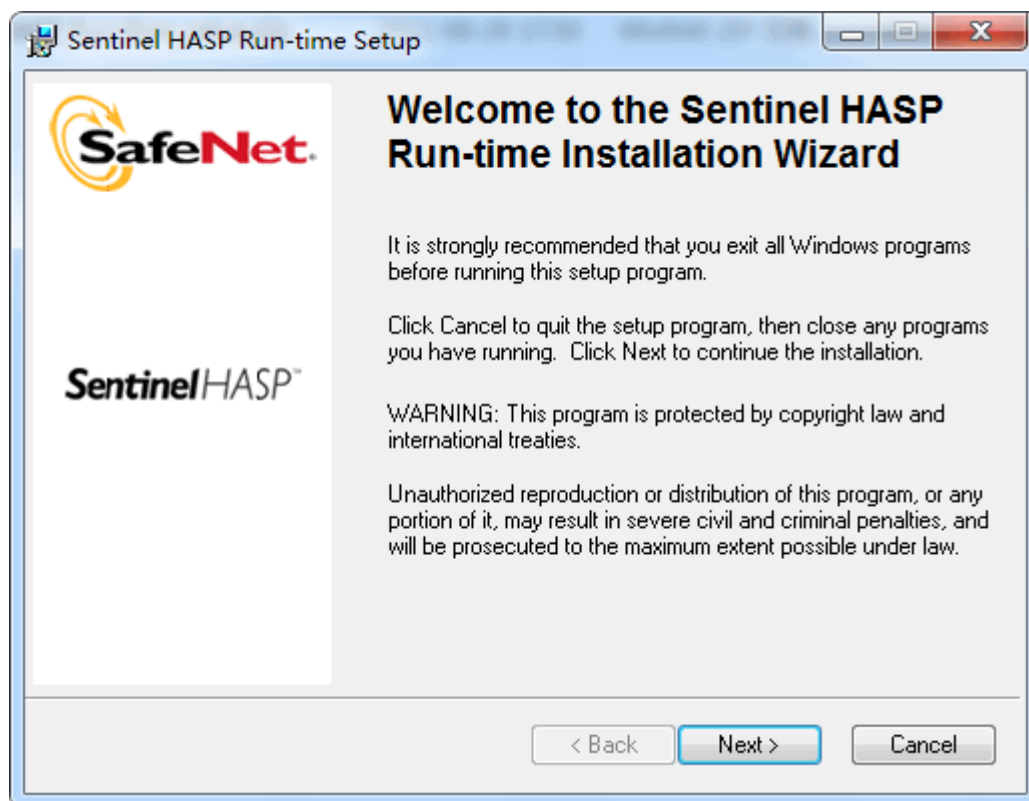 Sentinel HASP Run-time Setup
SafeNet.
Welcome to the Sentinel HASP
Run-time Installation Wizard
It is strongly recommended that you exit all Windows programs
before running this setup program.
Click Cancel to quit the setup program, then close any programs
you have running.  Click Next to continue the installation.
SentinelHASP™
WARNING: This program is protected by copyright law and
international treaties.
Unauthorized reproduction or distribution of this program, or any
portion of it, may result in severe civil and criminal penalties, and
will be prosecuted to the maximum extent possible under law.
< Back
Next >
Cancel